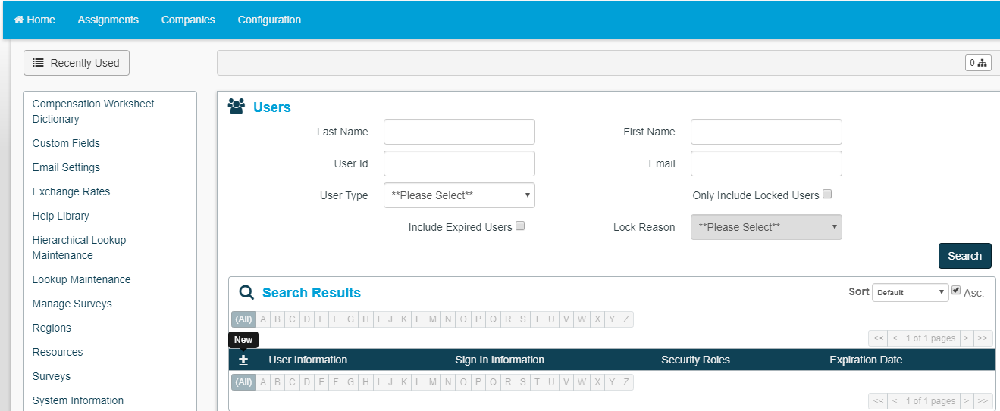 Home Assignments Companies Configuration
Recently Used
0
Compensation Worksheet
Dictionary
Custom Fields
Email Settings
Exchange Rates
Help Library
Hierarchical Lookup
Maintenance
Lookup Maintenance
Manage Surveys
Regions
Resources
Surveys
System Information
Users
Last Name
First Name
User Id
Email
User Type **Please Select**
Only Include Locked Users
Include Expired Users
Lock Reason **Please Select**
Search
Search Results
Sort Default Asc.
(All) A B C D E F G H I J K L M N O P Q R S T U V W X Y Z
<< < 1 of 1 pages > >>
New
User Information Sign In Information Security Roles Expiration Date
(All) A B C D E F G H I J K L M N O P Q R S T U V W X Y Z
<< < 1 of 1 pages > >>